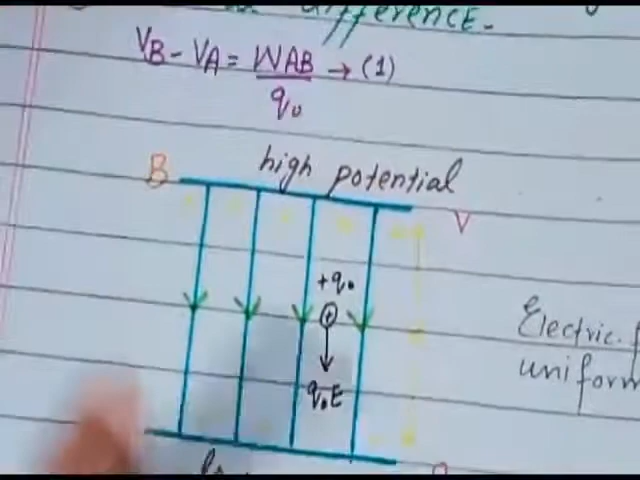 difference.
VB - VA = WAB → (1)
q₀
B high potential
V
+q₀
+
q₀E
Electric.
uniform